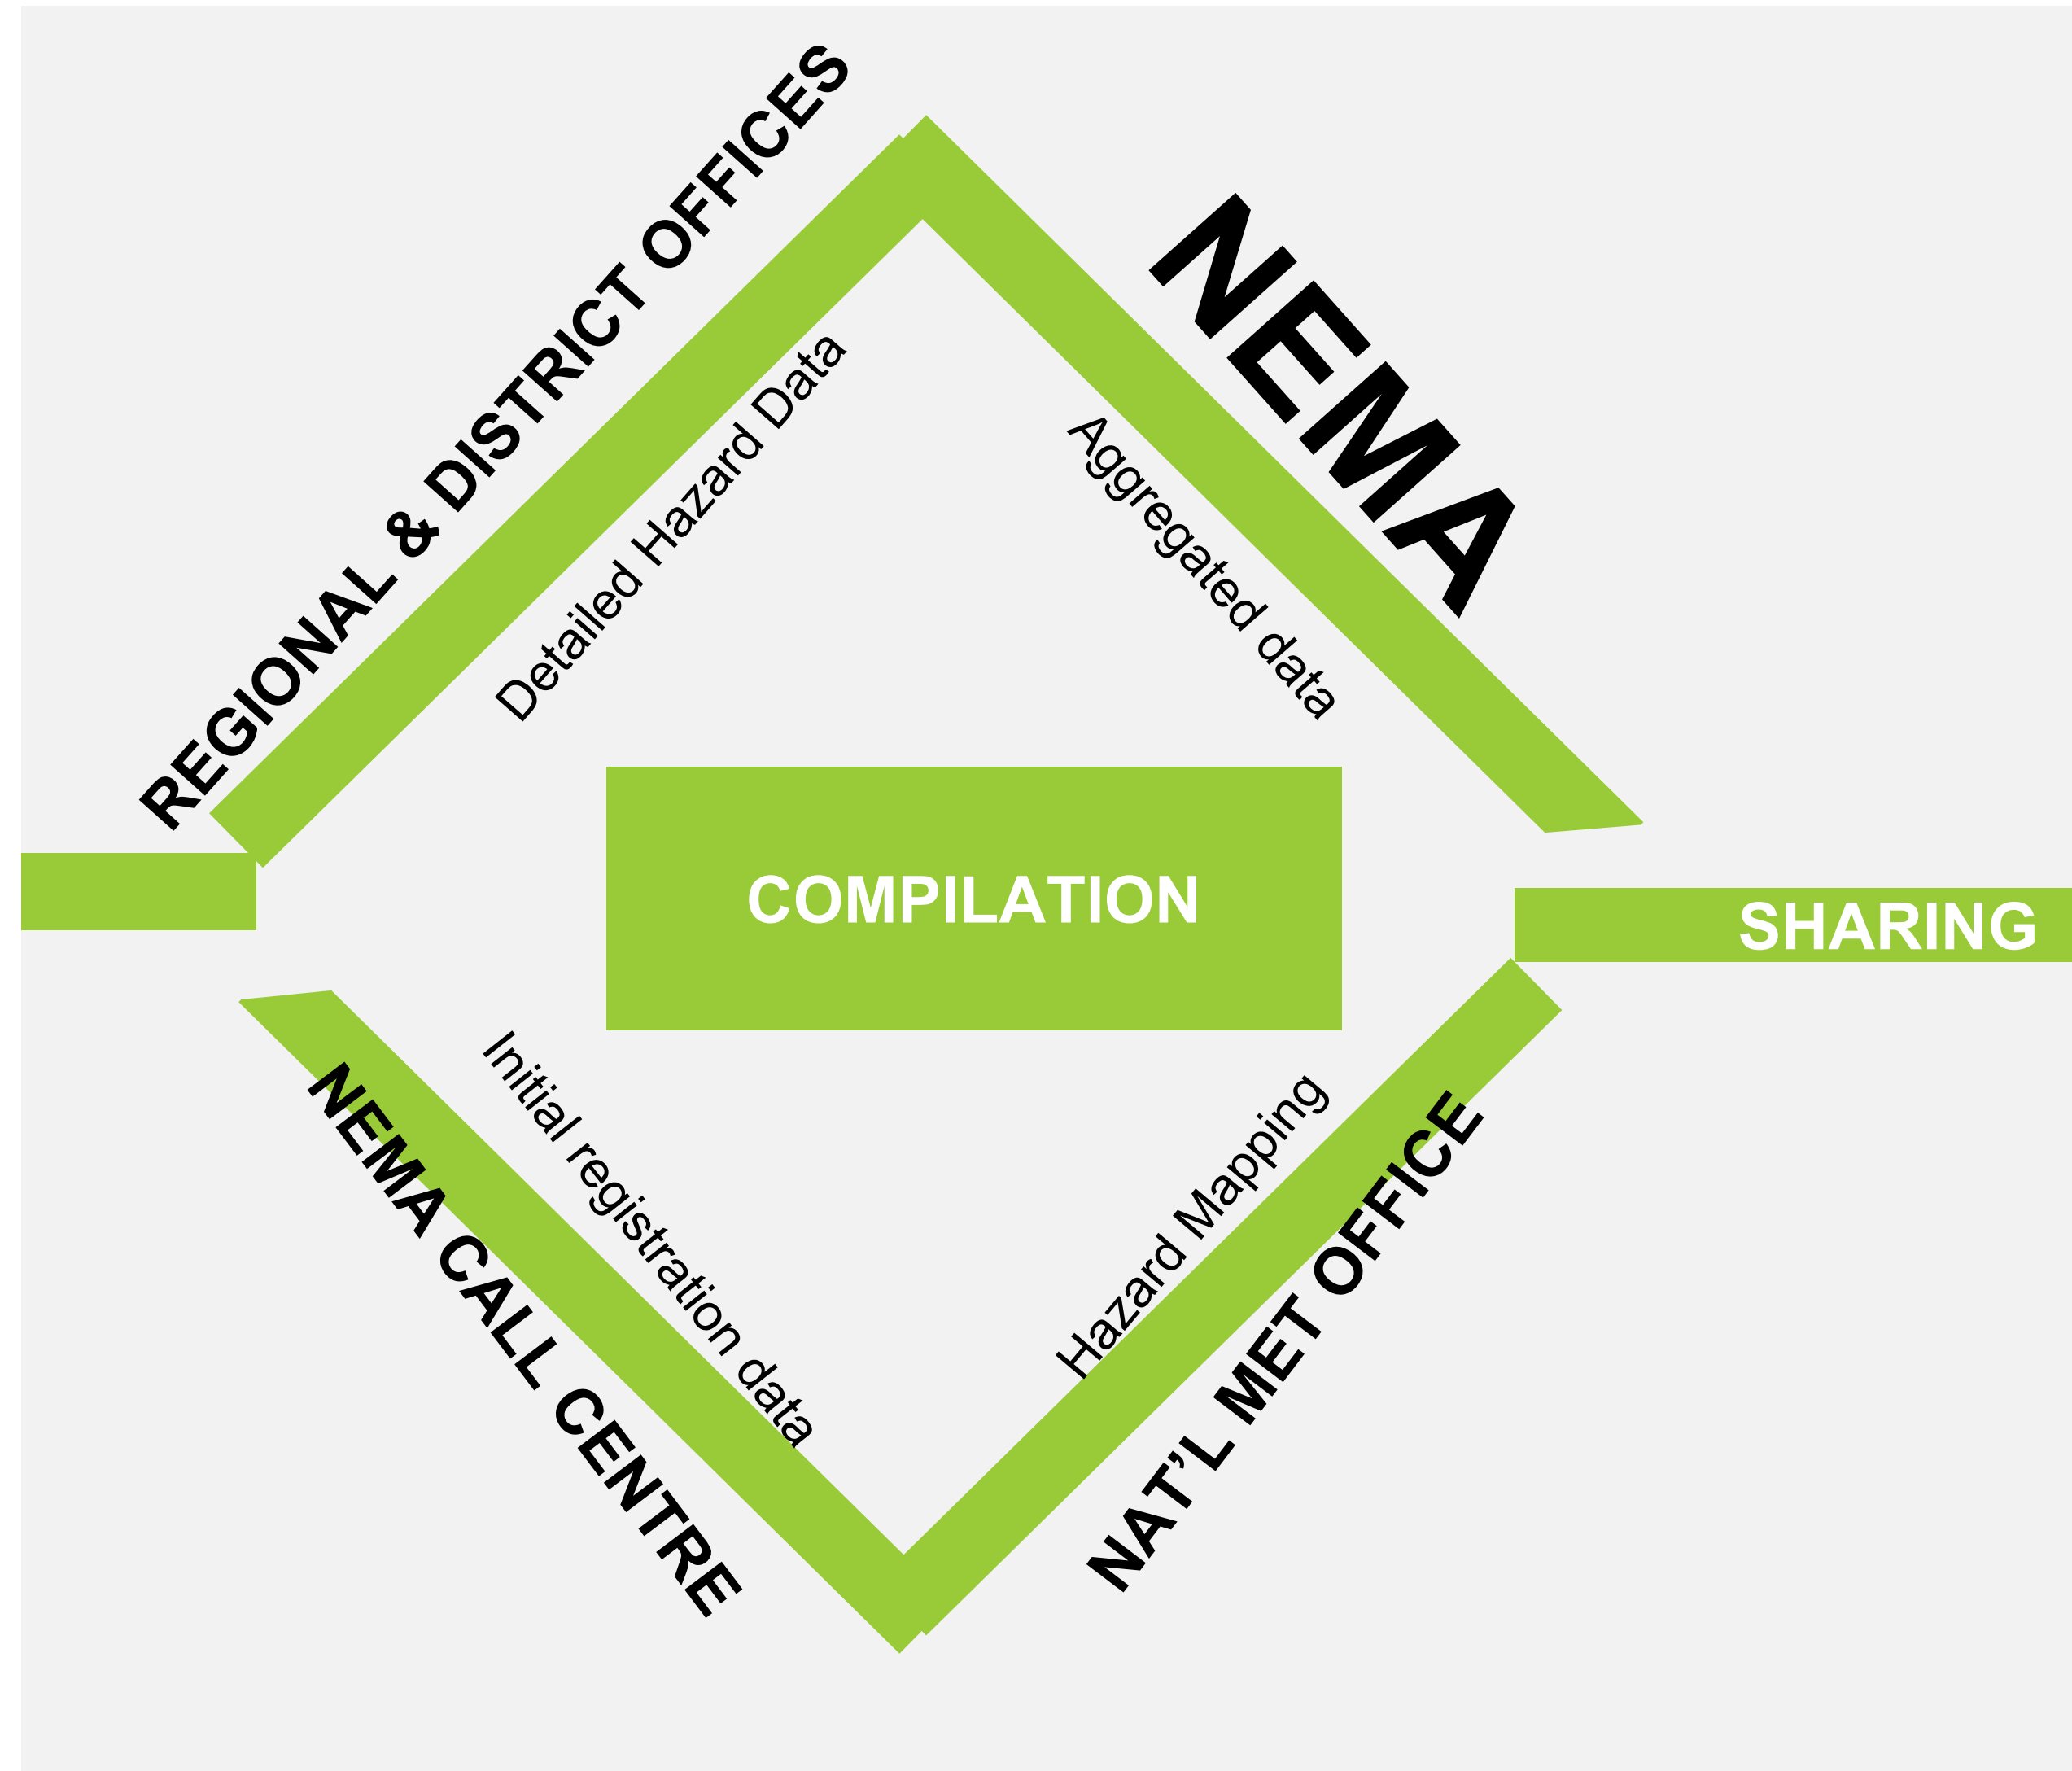 REGIONAL & DISTRICT OFFICES
Detailed Hazard Data
NEMA
Aggregated data
COMPILATION
SHARING
NEMA CALL CENTRE
Initial registration data
Hazard Mapping
NAT’L MET OFFICE